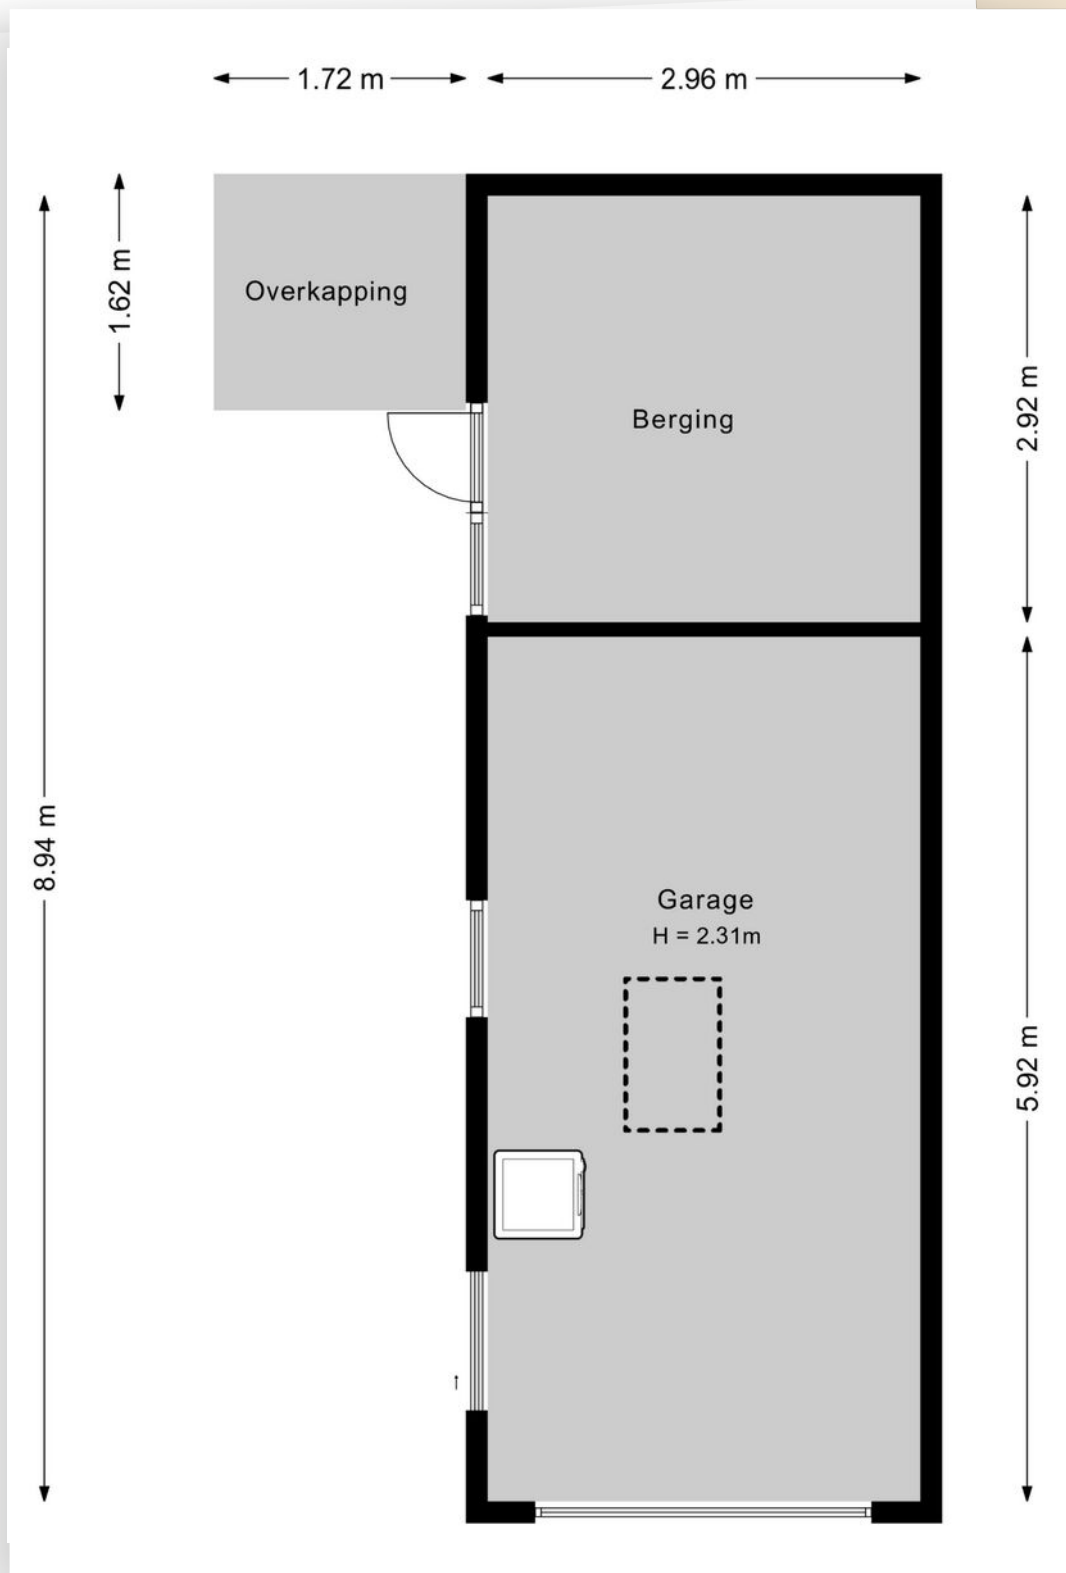 1.72 m
2.96 m
1.62 m
Overkapping
2.92 m
Berging
8.94 m
Garage
H = 2.31m
5.92 m